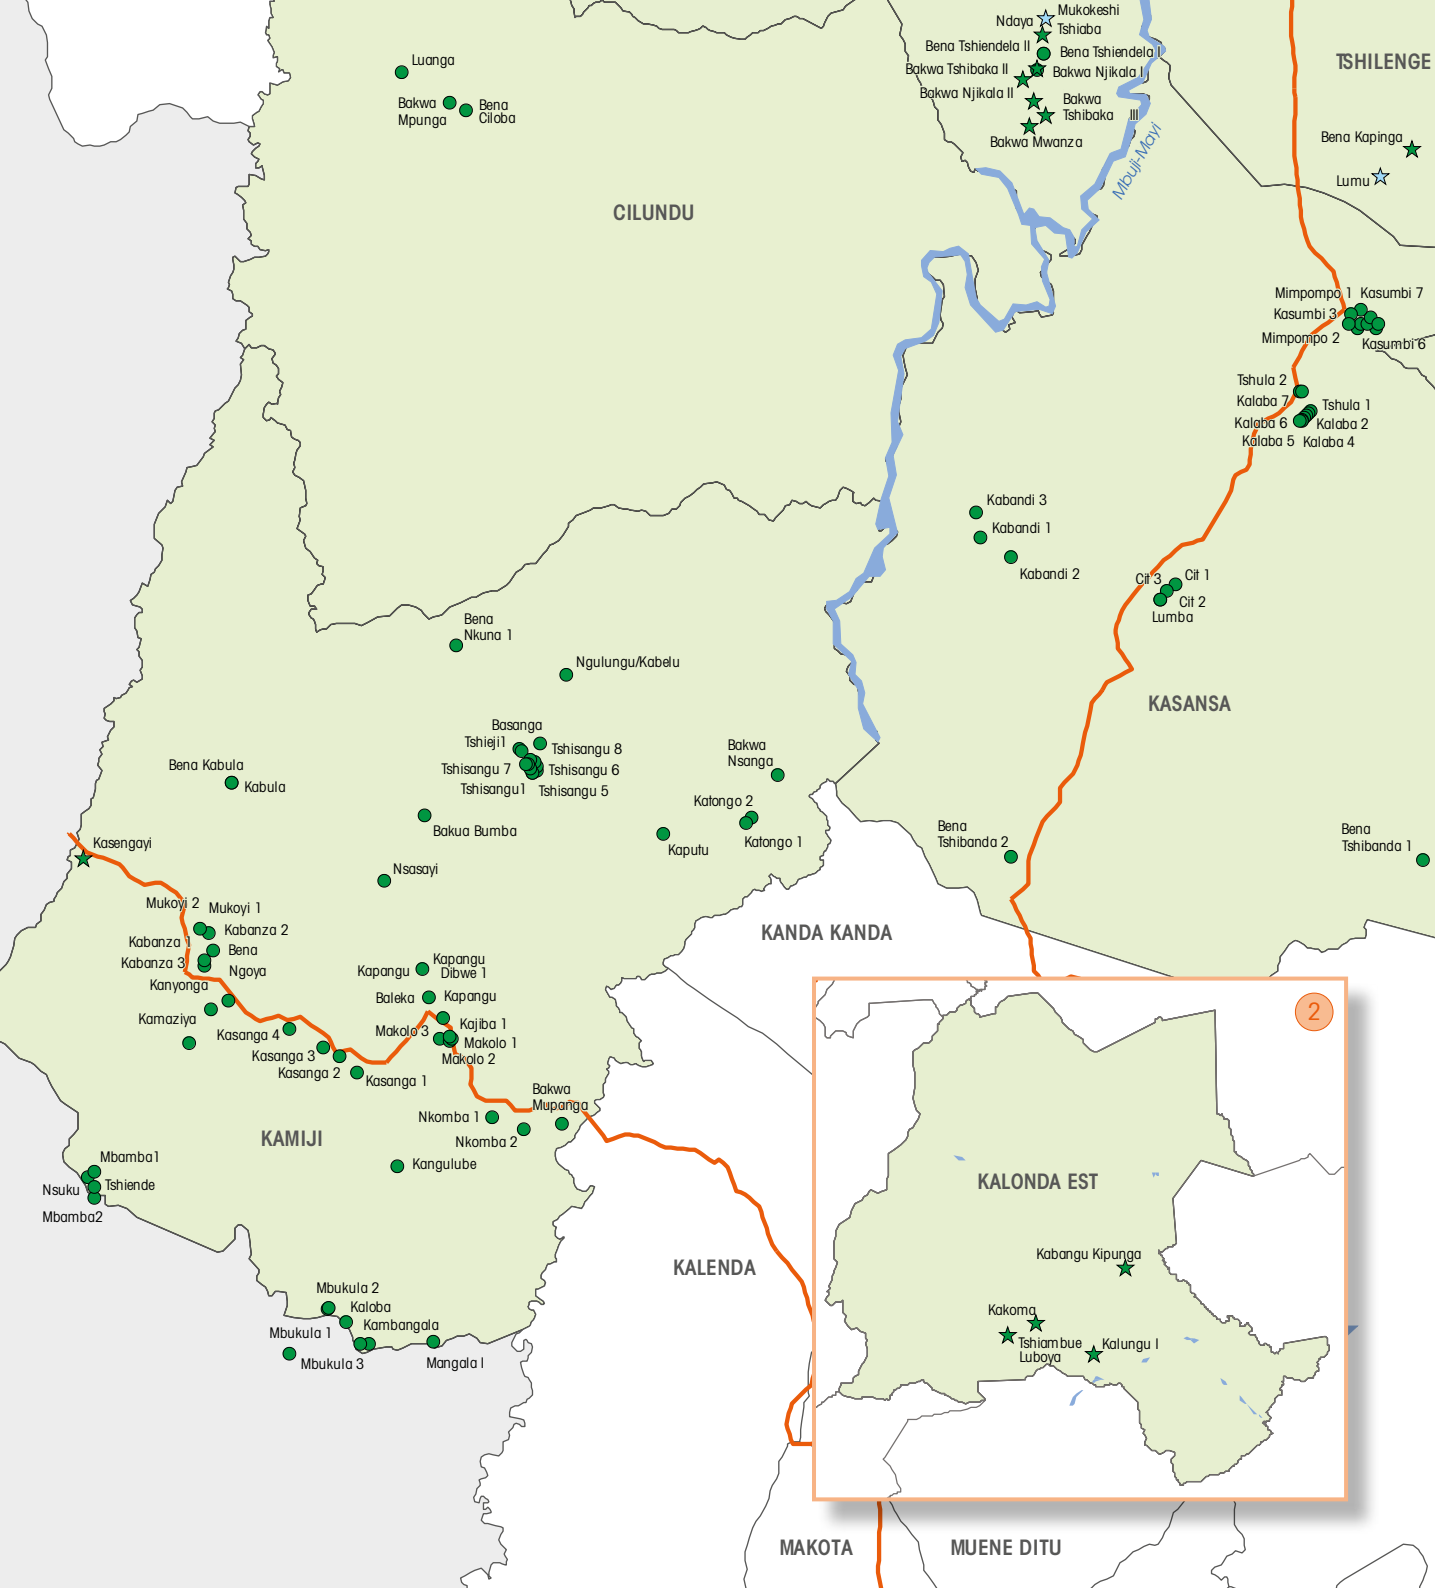 Mukokeshi
Ndaya
Tshiaba
Bena Tshiendela II
Bena Tshiendela I
Bakwa Tshibaka II
Bakwa Njikala I
Bakwa Njikala II
Bakwa
Tshibaka III
Bakwa Mwanza
Mbuji-Mayi
TSHILENGE
Bena Kapinga
Lumu
Luanga
Bakwa
Mpunga
Bena
Ciloba
CILUNDU
Mimpompo 1
Kasumbi 7
Kasumbi 3
Mimpompo 2
Kasumbi 6
Tshula 2
Kalaba 7
Tshula 1
Kalaba 6
Kalaba 2
Kalaba 5
Kalaba 4
Kabandi 3
Kabandi 1
Kabandi 2
Cit 3
Cit 1
Cit 2
Lumba
KASANSA
Bena
Nkuna 1
Ngulungu/Kabelu
Basanga
Tshieji1
Tshisangu 8
Tshisangu 7
Tshisangu 6
Tshisangu1
Tshisangu 5
Bakwa
Nsanga
Katongo 2
Katongo 1
Kaputu
Bena Kabula
Kabula
Bakua Bumba
Nsasayi
Kasengayi
Bena
Tshibanda 2
Bena
Tshibanda 1
Mukoyi 2
Mukoyi 1
Kabanza 2
Kabanza 1
Bena
Ngoya
Kabanza 3
Kanyonga
Kamaziya
Kasanga 4
Kasanga 3
Kasanga 2
Kasanga 1
Kapangu
Kapangu
Dibwe 1
Baleka
Kapangu
Kajiba 1
Makolo 3
Makolo 1
Makolo 2
Bakwa
Mupanga
Nkomba 1
Nkomba 2
Kangulube
KANDA KANDA
KAMIJI
Mbamba1
Nsuku
Tshiende
Mbamba2
KALENDA
Mbukula 2
Kaloba
Kambangala
Mbukula 1
Mbukula 3
Mangala I
2
KALONDA EST
Kabangu Kipunga
Kakoma
Tshiambue
Luboya
Kalungu I
MAKOTA
MUENE DITU